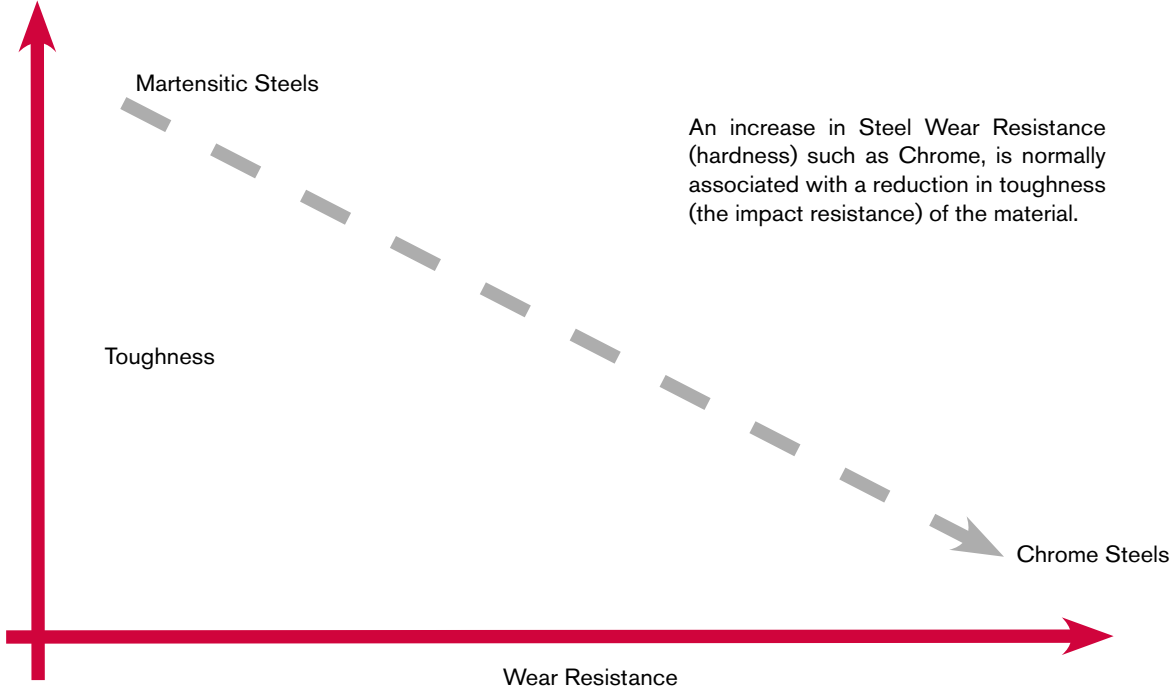 Martensitic Steels
An increase in Steel Wear Resistance
(hardness) such as Chrome, is normally
associated with a reduction in toughness
(the impact resistance) of the material.
Toughness
Chrome Steels
Wear Resistance